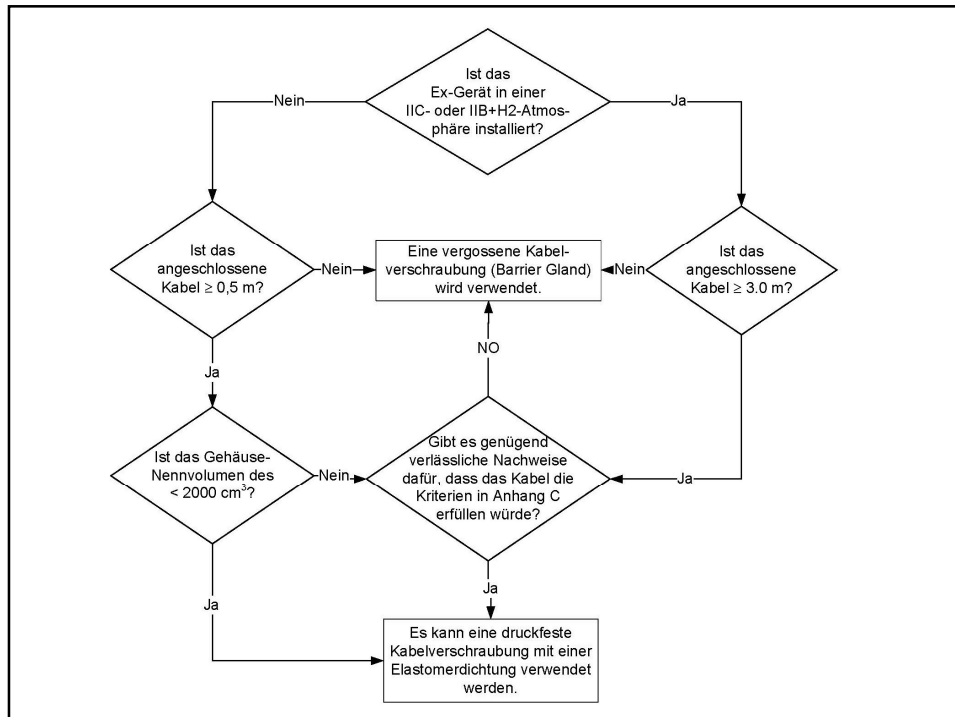 Ist das
Ex-Gerät in einer
IIC- oder IIB+H2-Atmos-
phäre installiert?
Nein
Ja
Ist das
angeschlossene
Kabel ≥ 0,5 m?
Nein
Eine vergossene Kabel-
verschraubung (Barrier Gland)
wird verwendet.
Nein
Ist das
angeschlossene
Kabel ≥ 3.0 m?
Ja
NO
Ist das Gehäuse-
Nennvolumen des
< 2000 cm³?
Nein
Gibt es genügend
verlässliche Nachweise
dafür, dass das Kabel die
Kriterien in Anhang C
erfüllen würde?
Ja
Ja
Ja
Es kann eine druckfeste
Kabelverschraubung mit einer
Elastomerdichtung verwendet
werden.